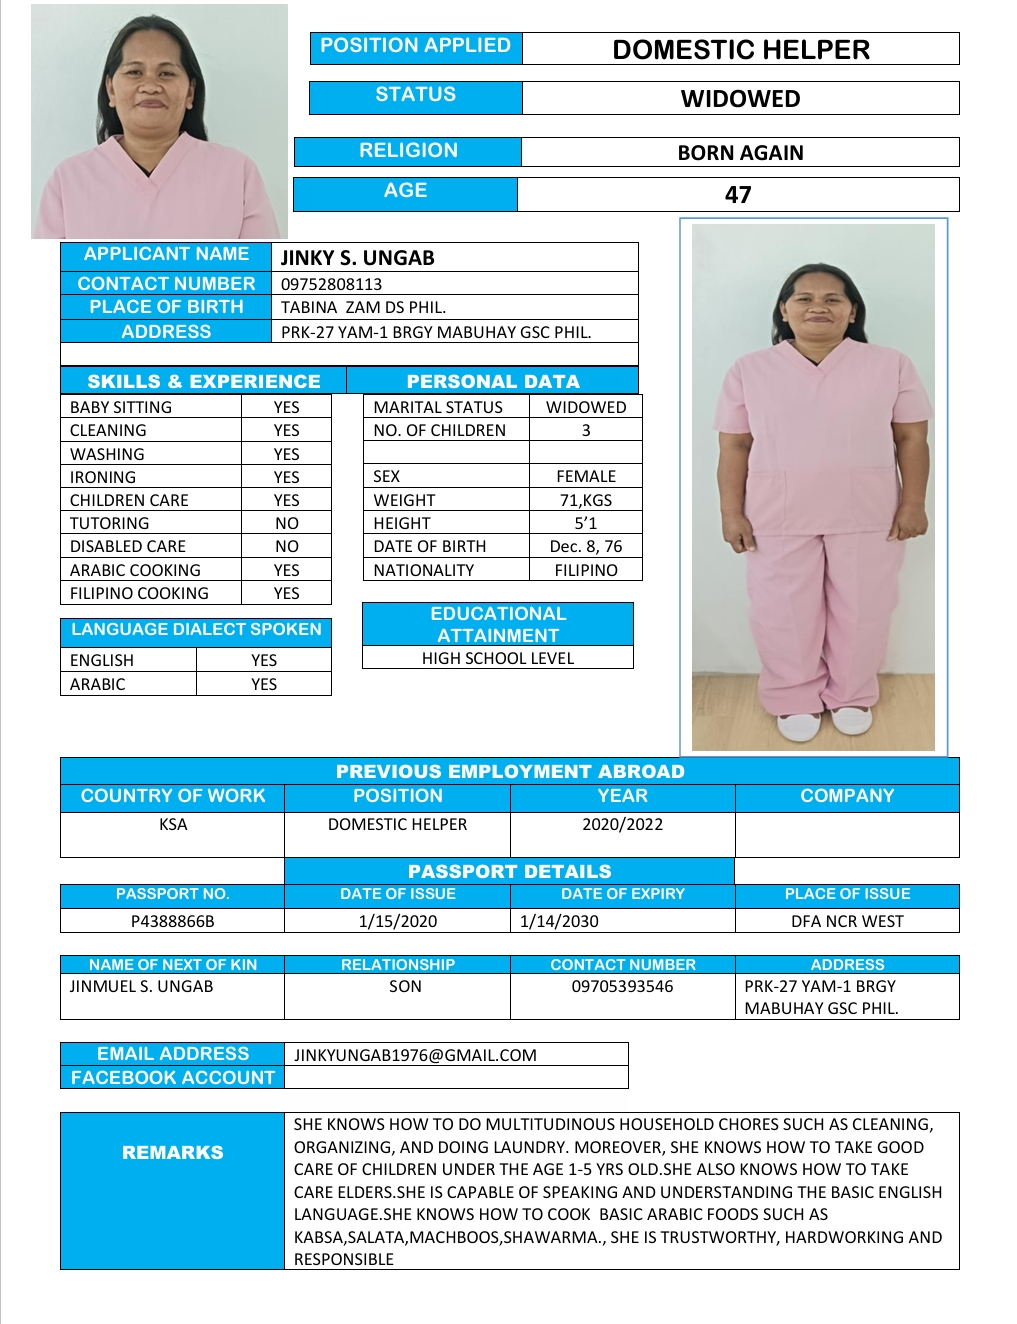 POSITION APPLIED DOMESTIC HELPER
STATUS WIDOWED
RELIGION BORN AGAIN
AGE 47
APPLICANT NAME JINKY S. UNGAB
CONTACT NUMBER 09752808113
PLACE OF BIRTH TABINA  ZAM DS PHIL.
ADDRESS PRK-27 YAM-1 BRGY MABUHAY GSC PHIL.
SKILLS & EXPERIENCE PERSONAL DATA
BABY SITTING YES MARITAL STATUS WIDOWED
CLEANING YES NO. OF CHILDREN 3
WASHING YES
IRONING YES SEX FEMALE
CHILDREN CARE YES WEIGHT 71,KGS
TUTORING NO HEIGHT 5’1
DISABLED CARE NO DATE OF BIRTH Dec. 8, 76
ARABIC COOKING YES NATIONALITY FILIPINO
FILIPINO COOKING YES
LANGUAGE DIALECT SPOKEN
ENGLISH YES
ARABIC YES
EDUCATIONAL
ATTAINMENT
HIGH SCHOOL LEVEL
PREVIOUS EMPLOYMENT ABROAD
COUNTRY OF WORK POSITION YEAR COMPANY
KSA DOMESTIC HELPER 2020/2022
PASSPORT DETAILS
PASSPORT NO. DATE OF ISSUE DATE OF EXPIRY PLACE OF ISSUE
P4388866B 1/15/2020 1/14/2030 DFA NCR WEST
NAME OF NEXT OF KIN RELATIONSHIP CONTACT NUMBER ADDRESS
JINMUEL S. UNGAB SON 09705393546 PRK-27 YAM-1 BRGY
MABUHAY GSC PHIL.
EMAIL ADDRESS JINKYUNGAB1976@GMAIL.COM
FACEBOOK ACCOUNT
REMARKS
SHE KNOWS HOW TO DO MULTITUDINOUS HOUSEHOLD CHORES SUCH AS CLEANING,
ORGANIZING, AND DOING LAUNDRY. MOREOVER, SHE KNOWS HOW TO TAKE GOOD
CARE OF CHILDREN UNDER THE AGE 1-5 YRS OLD.SHE ALSO KNOWS HOW TO TAKE
CARE ELDERS.SHE IS CAPABLE OF SPEAKING AND UNDERSTANDING THE BASIC ENGLISH
LANGUAGE.SHE KNOWS HOW TO COOK  BASIC ARABIC FOODS SUCH AS
KABSA,SALATA,MACHBOOS,SHAWARMA., SHE IS TRUSTWORTHY, HARDWORKING AND
RESPONSIBLE